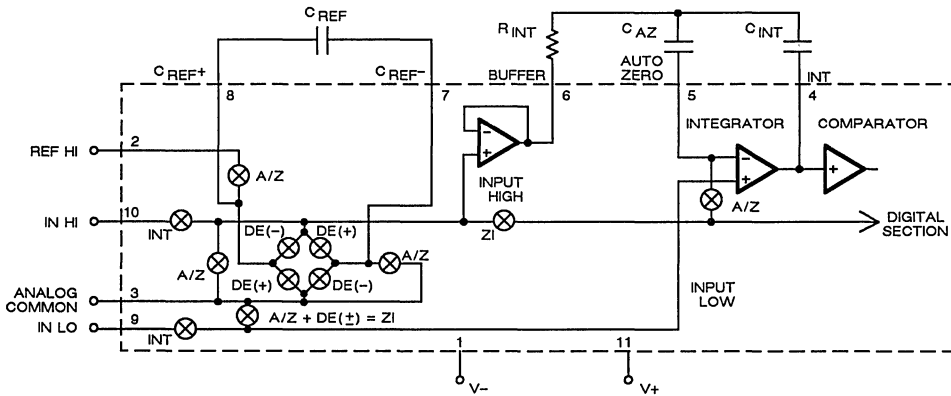 C REF
R INT
C AZ
C INT
C REF+
C REF-
BUFFER
AUTO
ZERO
INT
8
7
6
5
4
REF HI
2
A/Z
INTEGRATOR
COMPARATOR
-
+
-
+
+
INPUT
HIGH
IN HI
10
INT
DE(-)
DE(+)
ZI
A/Z
DIGITAL
SECTION
A/Z
A/Z
DE(+)
DE(-)
ANALOG
COMMON
3
INPUT
LOW
IN LO
9
INT
A/Z + DE(±) = ZI
1
11
V-
V+